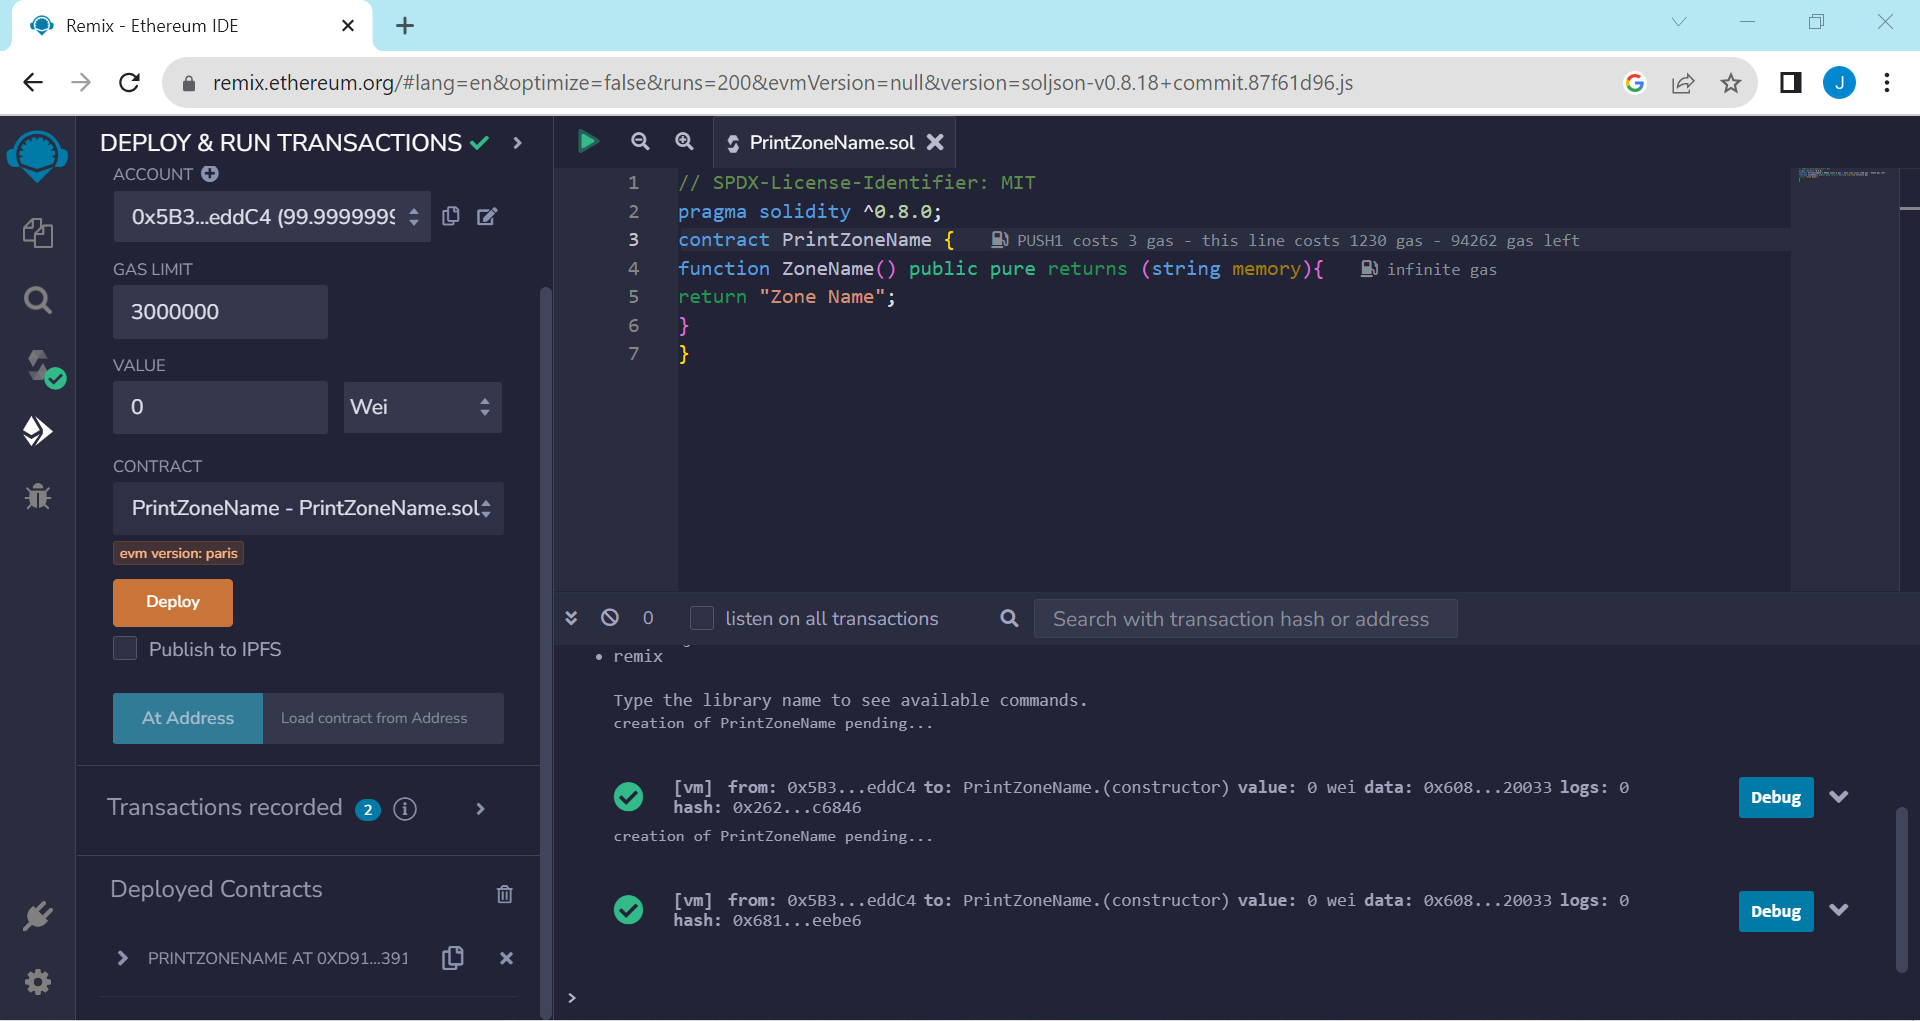 Remix - Ethereum IDE
remix.ethereum.org/#lang=en&optimize=false&runs=200&evmVersion=null&version=soljson-v0.8.18+commit.87f61d96.js
J
DEPLOY & RUN TRANSACTIONS
ACCOUNT
0x5B3...eddC4 (99.9999999
GAS LIMIT
3000000
VALUE
0
Wei
CONTRACT
PrintZoneName - PrintZoneName.sol
evm version: paris
Deploy
Publish to IPFS
At Address
Load contract from Address
Transactions recorded 2 i
Deployed Contracts
PRINTZONENAME AT 0XD91...391
PrintZoneName.sol
1 // SPDX-License-Identifier: MIT
2 pragma solidity ^0.8.0;
3 contract PrintZoneName { PUSH1 costs 3 gas - this line costs 1230 gas - 94262 gas left
4 function ZoneName() public pure returns (string memory){ infinite gas
5 return "Zone Name";
6 }
7 }
0
listen on all transactions
Search with transaction hash or address
• remix
Type the library name to see available commands.
creation of PrintZoneName pending...
[vm] from: 0x5B3...eddC4 to: PrintZoneName.(constructor) value: 0 wei data: 0x608...20033 logs: 0
hash: 0x262...c6846
Debug
creation of PrintZoneName pending...
[vm] from: 0x5B3...eddC4 to: PrintZoneName.(constructor) value: 0 wei data: 0x608...20033 logs: 0
hash: 0x681...eebe6
Debug
>